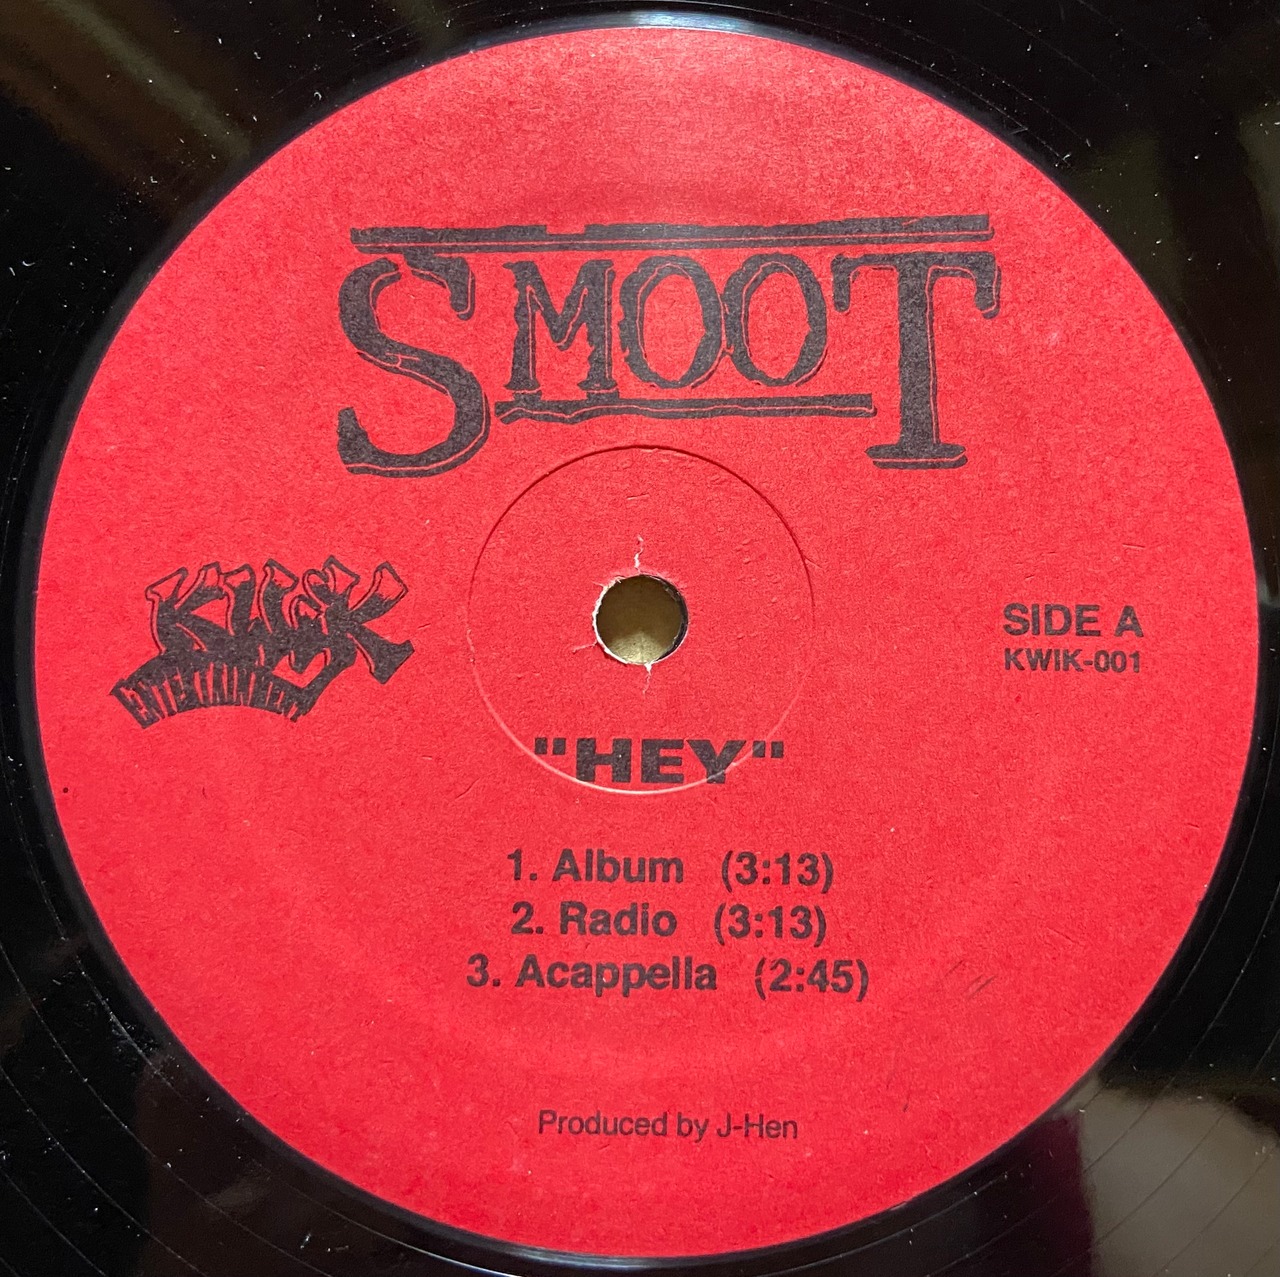 SMOOT
KWIK
ENTERTAINMENT
SIDE A
KWIK-001
"HEY"
1. Album (3:13)
2. Radio (3:13)
3. Acappella (2:45)
Produced by J-Hen